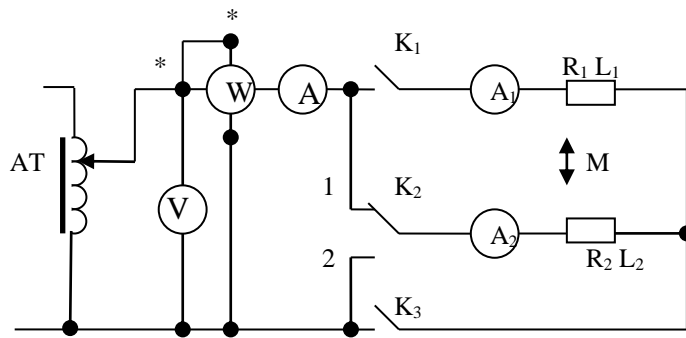 *
*
K₁
R₁ L₁
W
A
A₁
AT
M
1
K₂
V
A₂
2
R₂ L₂
K₃